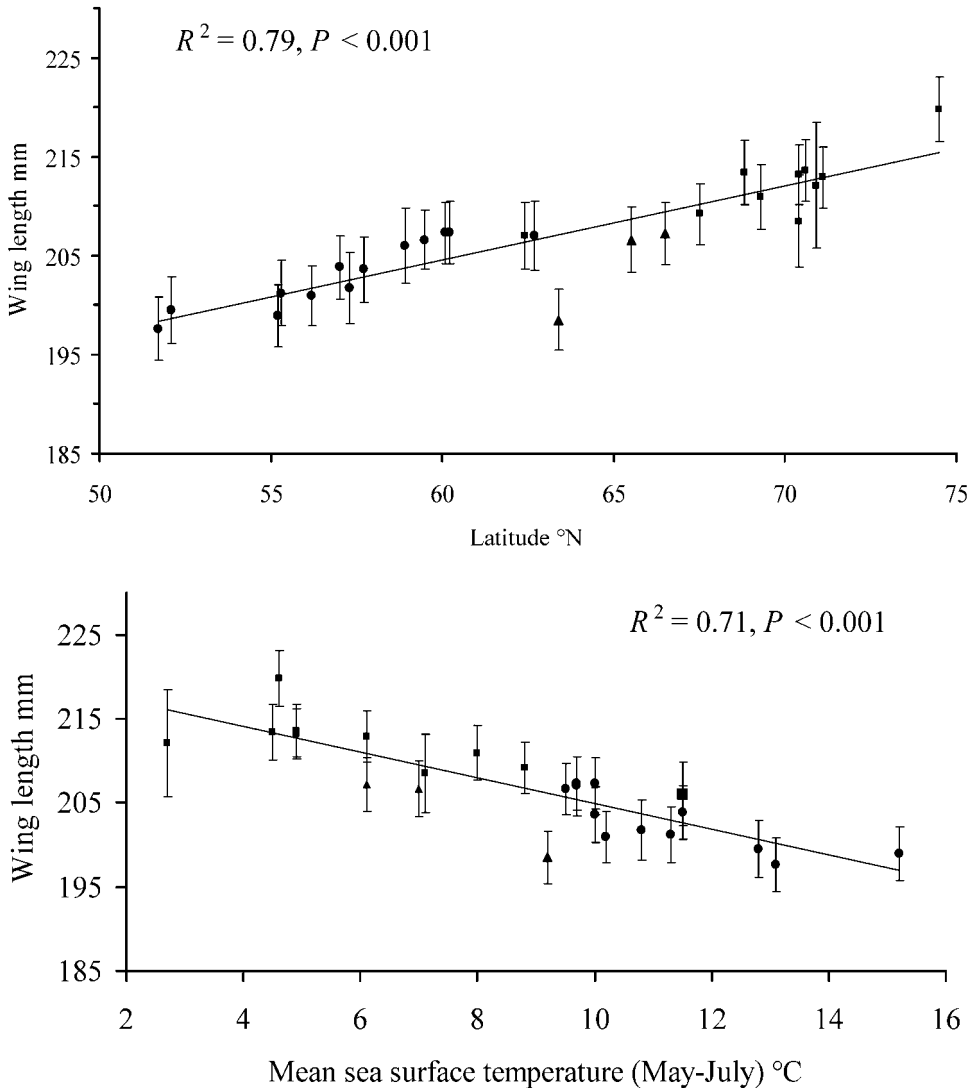 R² = 0.79, P < 0.001
225
215
205
195
185
Wing length mm
50 55 60 65 70 75
Latitude °N
R² = 0.71, P < 0.001
225
215
205
195
185
Wing length mm
2 4 6 8 10 12 14 16
Mean sea surface temperature (May-July) °C